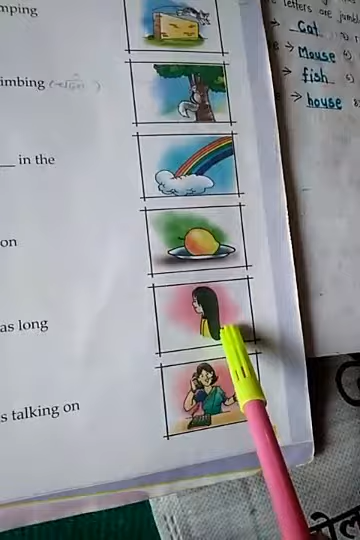 mping
imbing
in the
on
as long
s talking on
letters are
→ Cat
→ Mouse
→ fish
→ house